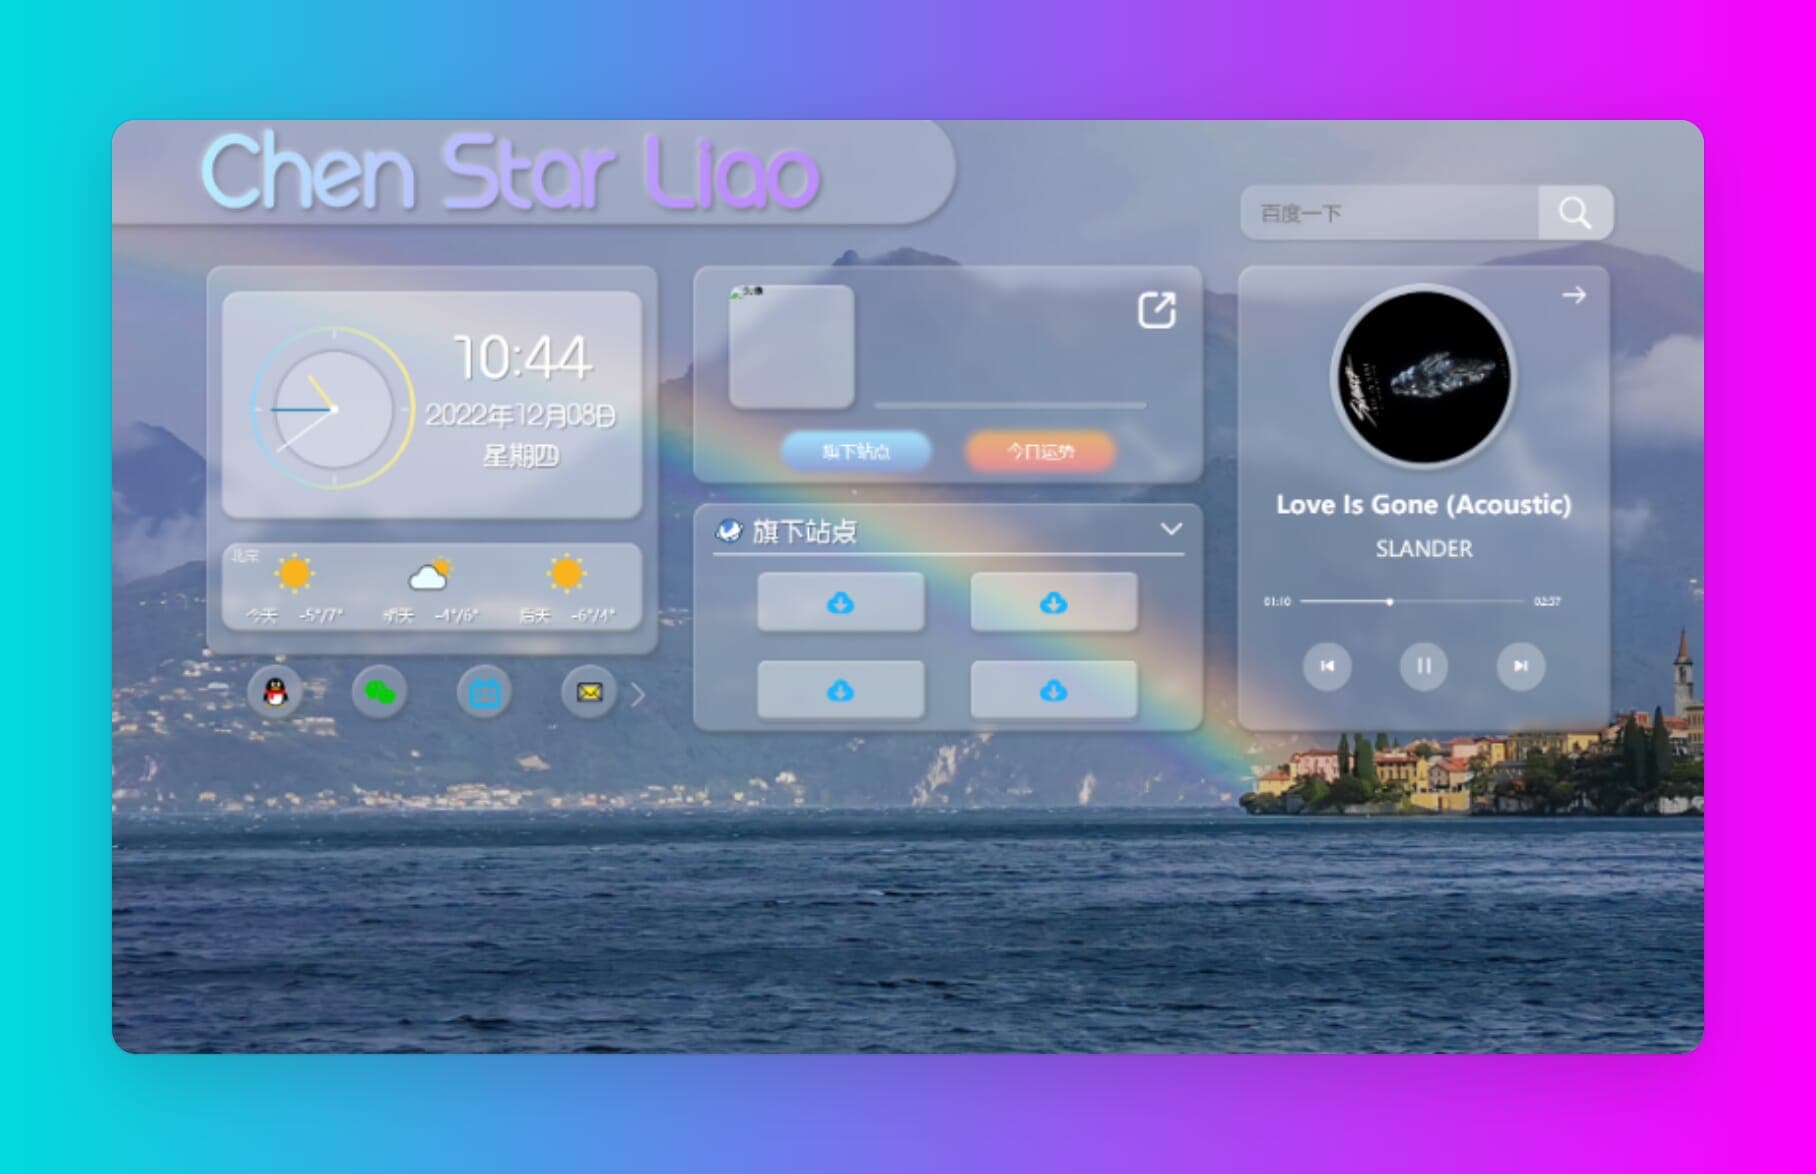 Chen Star Liao
百度一下
10:44
2022年12月08日
星期四
北京
今天 -5°/7°
明天 -4°/6°
后天 -6°/4°
头像
旗下站点
今日运势
旗下站点
Love Is Gone (Acoustic)
SLANDER
01:10
02:37